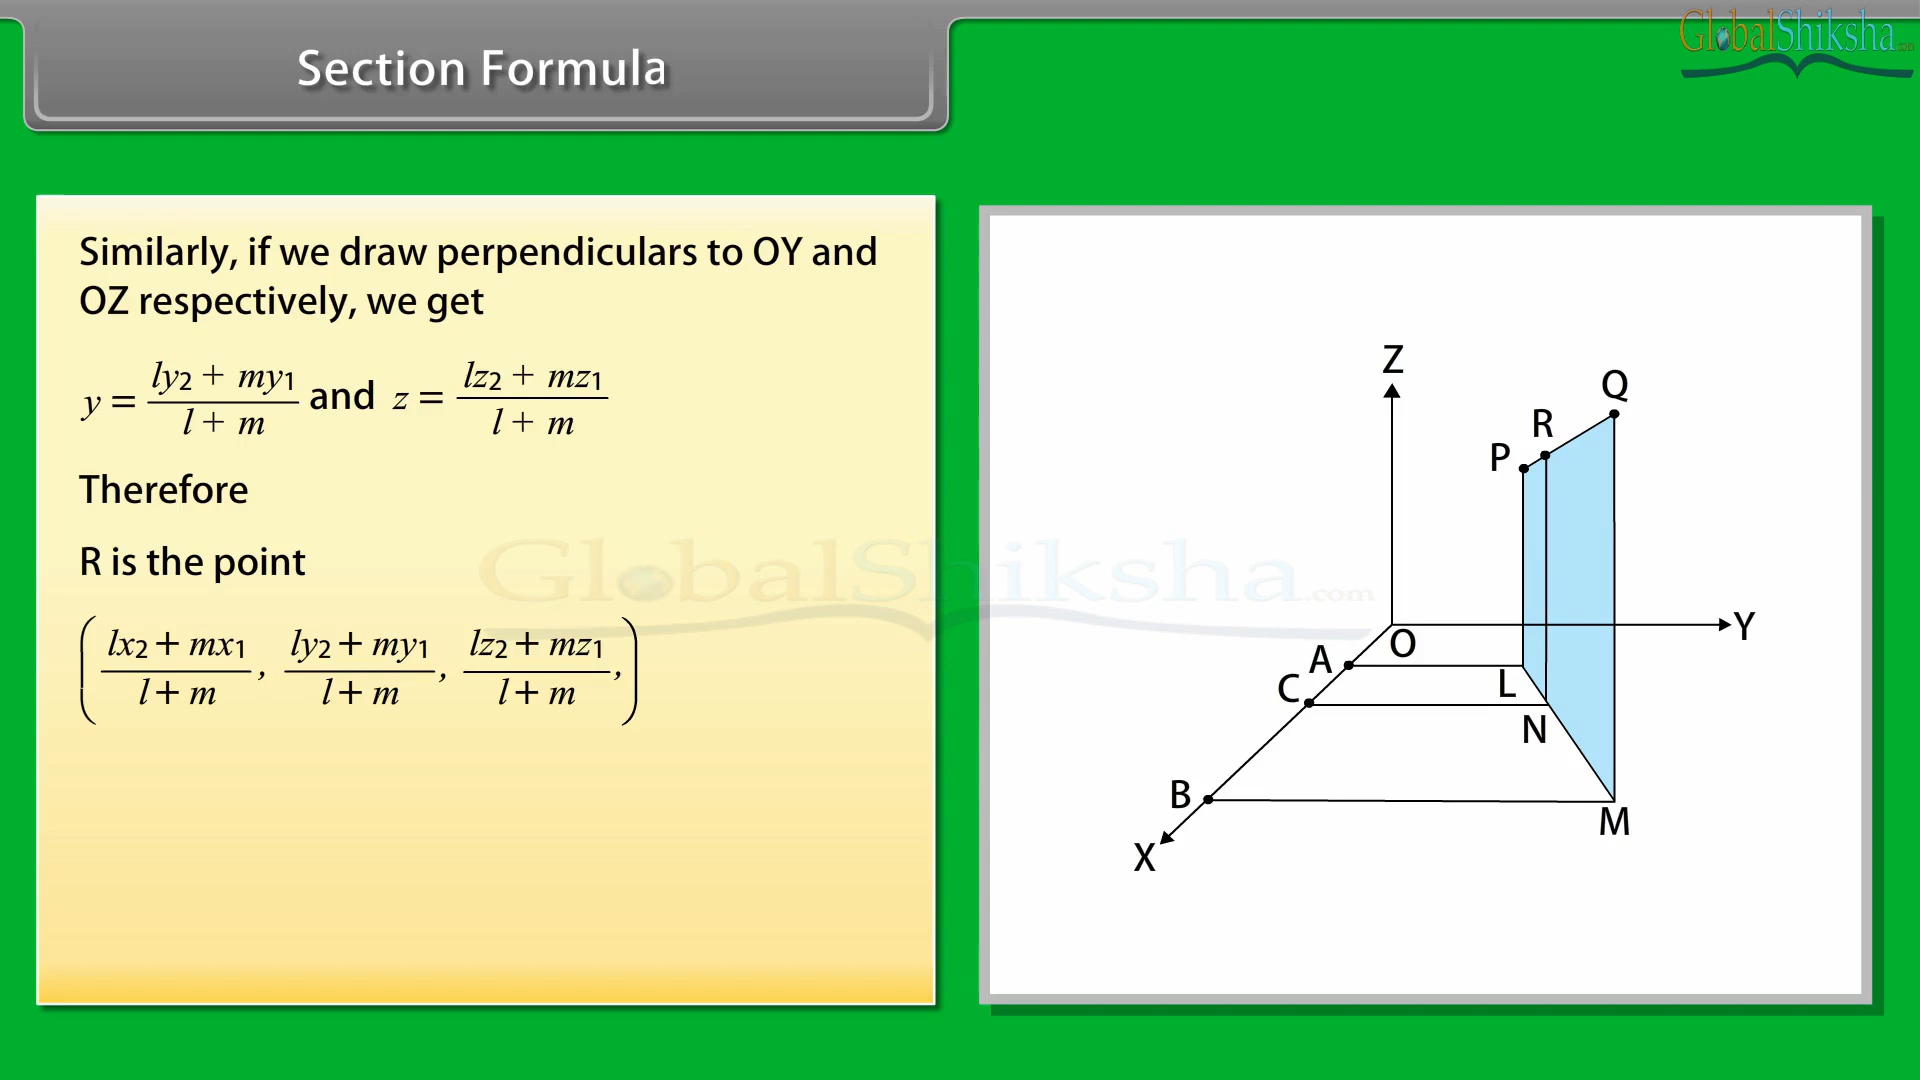 Section Formula
GlobalShiksha.com
Similarly, if we draw perpendiculars to OY and
OZ respectively, we get
y = (ly2 + my1)/(l + m) and z = (lz2 + mz1)/(l + m)
Therefore
R is the point
((lx2 + mx1)/(l + m), (ly2 + my1)/(l + m), (lz2 + mz1)/(l + m),)
GlobalShiksha.com
Z
Q
R
P
Y
O
A
L
C
N
B
M
X